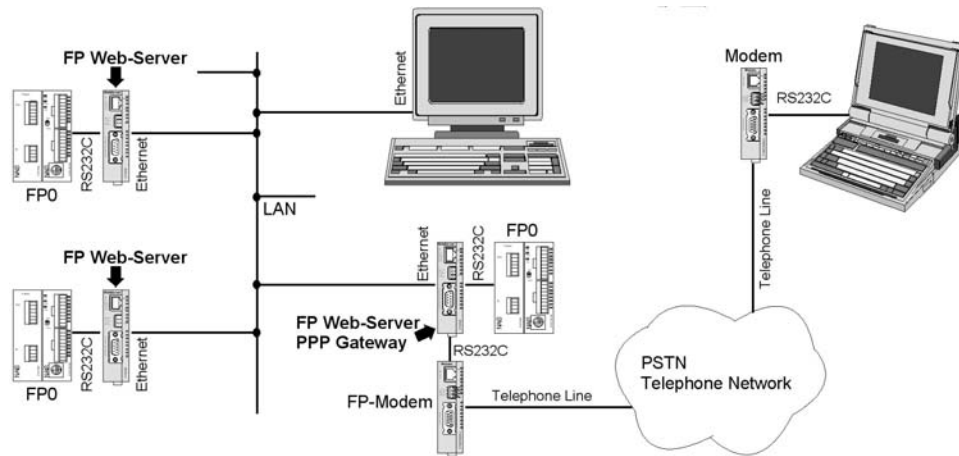 FP Web-Server
Ethernet
Modem
RS232C
RS232C
Ethernet
FP0
LAN
Telephone Line
FP Web-Server
Ethernet
RS232C
FP0
RS232C
Ethernet
FP0
FP Web-Server
PPP Gateway
RS232C
PSTN
Telephone Network
FP-Modem
Telephone Line